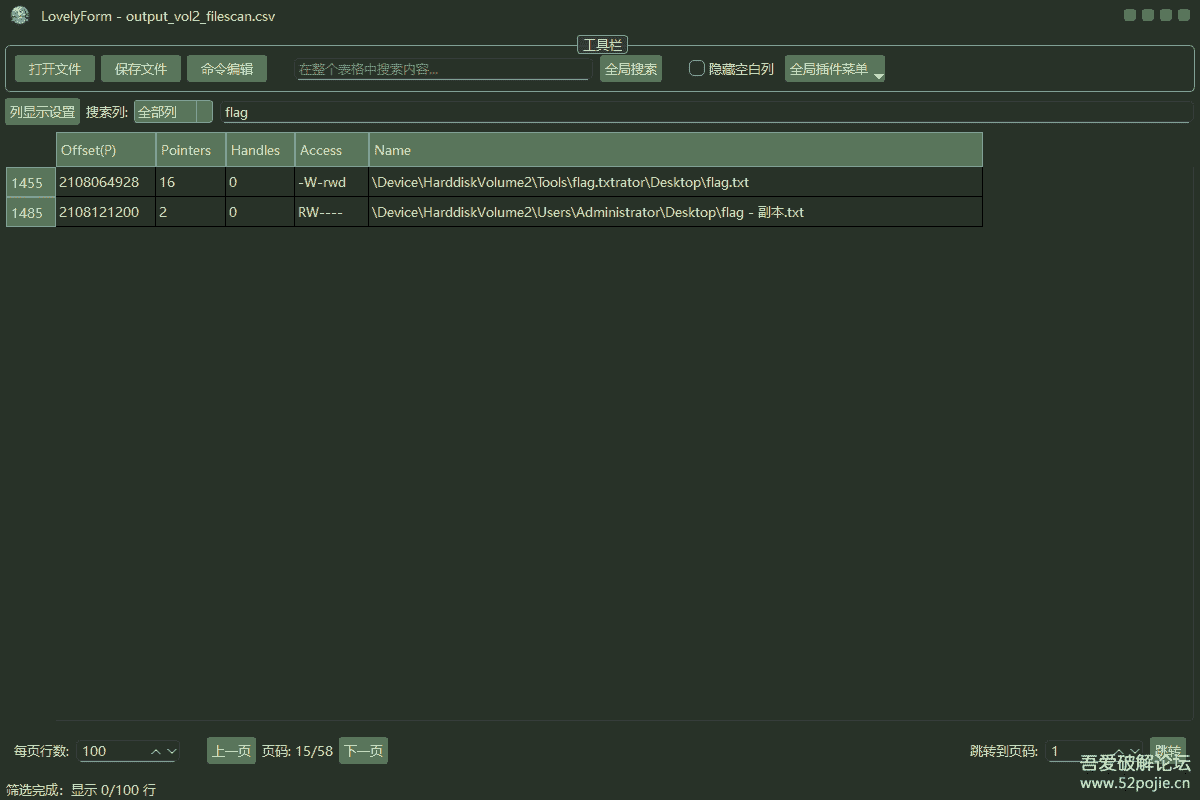 LovelyForm - output_vol2_filescan.csv
工具栏
打开文件 保存文件 命令编辑 在整个表格中搜索内容... 全局搜索 隐藏空白列 全局插件菜单
列显示设置 搜索列: 全部列 flag
Offset(P) Pointers Handles Access Name
1455 2108064928 16 0 -W-rwd \Device\HarddiskVolume2\Tools\flag.txtrator\Desktop\flag.txt
1485 2108121200 2 0 RW---- \Device\HarddiskVolume2\Users\Administrator\Desktop\flag - 副本.txt
每页行数: 100 上一页 页码: 15/58 下一页 跳转到页码: 1 跳转
吾爱破解论坛
www.52pojie.cn
筛选完成：显示 0/100 行